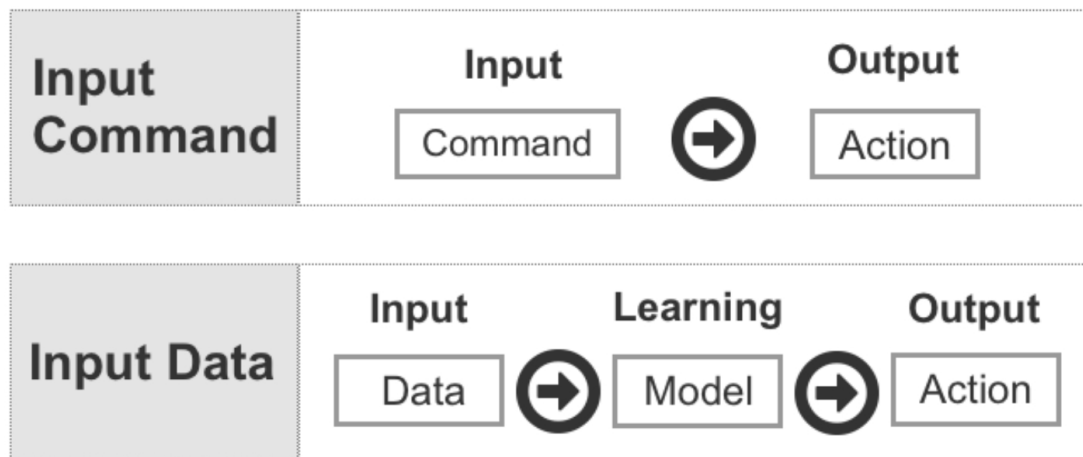 Input
Command
Input
Output
Command
Action
Input Data
Input
Learning
Output
Data
Model
Action